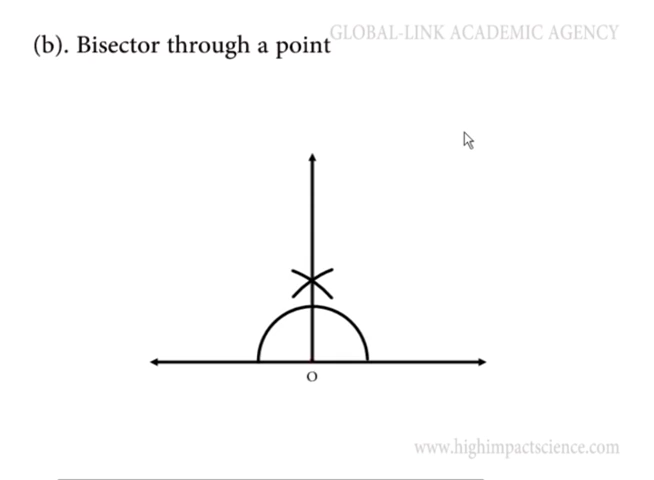 GLOBAL-LINK ACADEMIC AGENCY
(b). Bisector through a point
O
www.highimpactscience.com